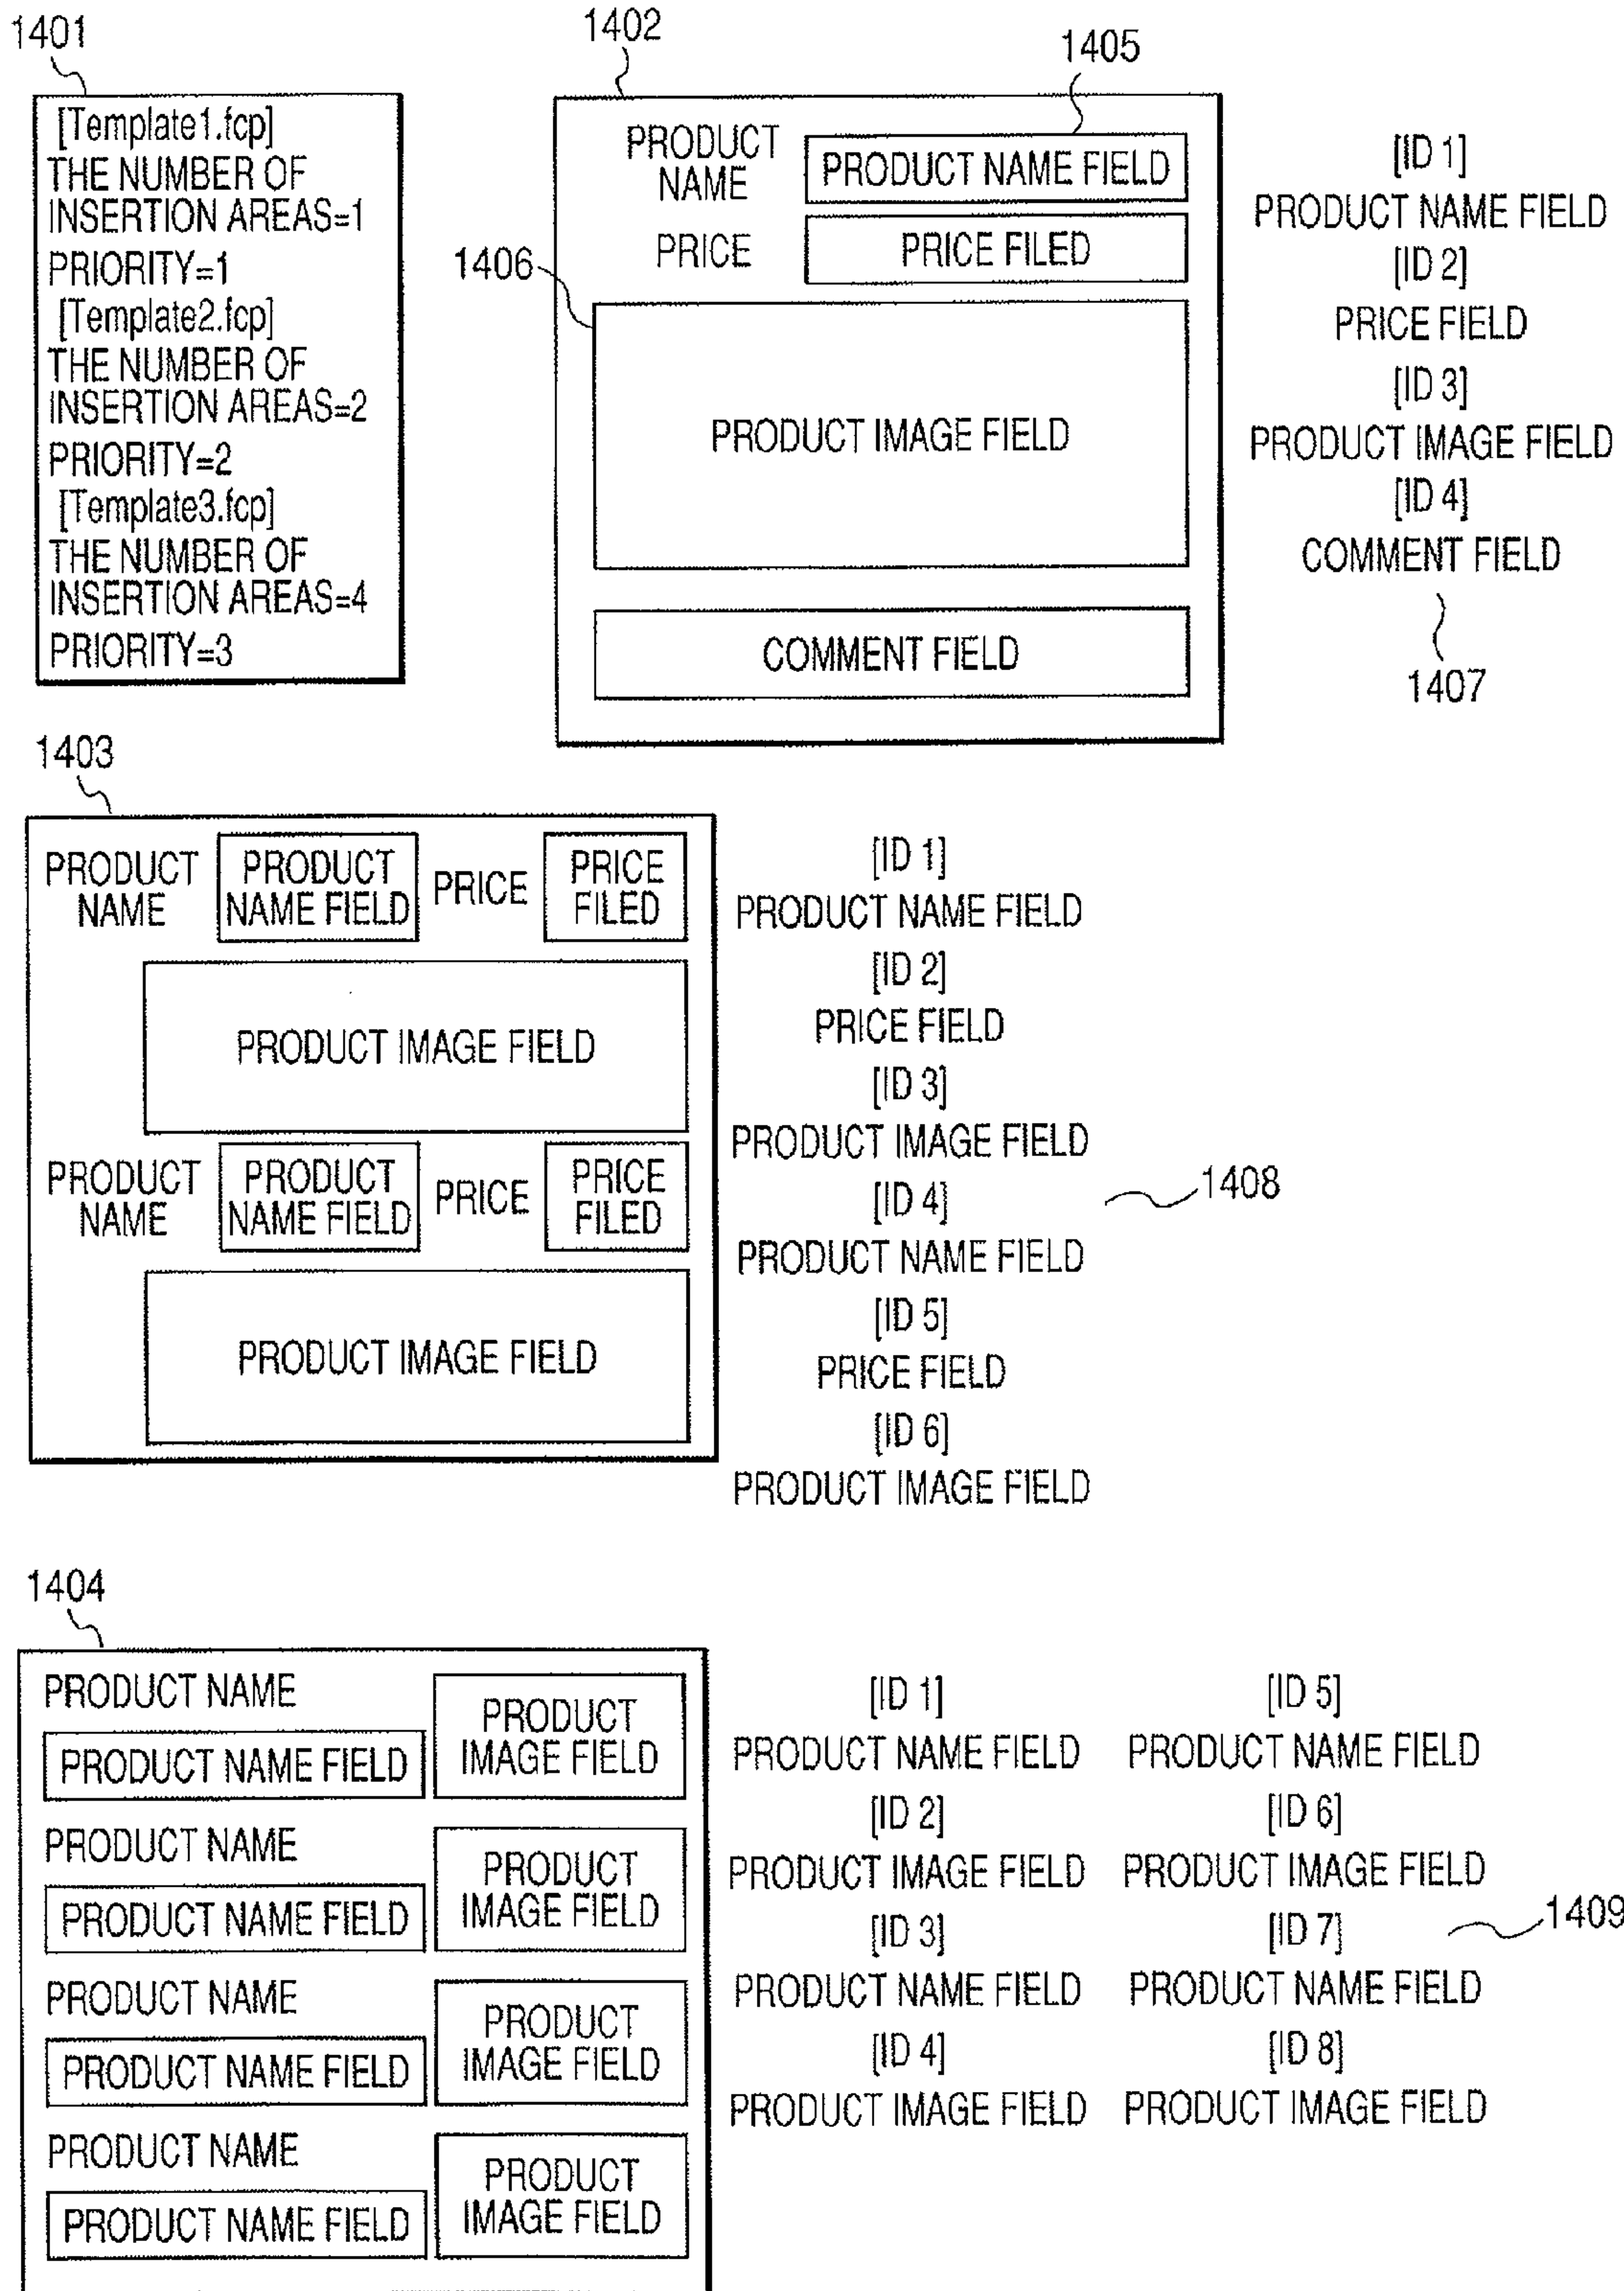 1401
[Template1.fcp]
THE NUMBER OF
INSERTION AREAS=1
PRIORITY=1
[Template2.fcp]
THE NUMBER OF
INSERTION AREAS=2
PRIORITY=2
[Template3.fcp]
THE NUMBER OF
INSERTION AREAS=4
PRIORITY=3
1402
1405
PRODUCT
NAME
PRODUCT NAME FIELD
PRICE
PRICE FILED
1406
PRODUCT IMAGE FIELD
COMMENT FIELD
[ID 1]
PRODUCT NAME FIELD
[ID 2]
PRICE FIELD
[ID 3]
PRODUCT IMAGE FIELD
[ID 4]
COMMENT FIELD
1407
1403
PRODUCT
NAME
PRODUCT
NAME FIELD
PRICE
PRICE
FILED
PRODUCT IMAGE FIELD
PRODUCT
NAME
PRODUCT
NAME FIELD
PRICE
PRICE
FILED
PRODUCT IMAGE FIELD
[ID 1]
PRODUCT NAME FIELD
[ID 2]
PRICE FIELD
[ID 3]
PRODUCT IMAGE FIELD
[ID 4]
PRODUCT NAME FIELD
[ID 5]
PRICE FIELD
[ID 6]
PRODUCT IMAGE FIELD
1408
1404
PRODUCT NAME
PRODUCT NAME FIELD
PRODUCT
IMAGE FIELD
PRODUCT NAME
PRODUCT NAME FIELD
PRODUCT
IMAGE FIELD
PRODUCT NAME
PRODUCT NAME FIELD
PRODUCT
IMAGE FIELD
PRODUCT NAME
PRODUCT NAME FIELD
PRODUCT
IMAGE FIELD
[ID 1]
PRODUCT NAME FIELD
[ID 2]
PRODUCT IMAGE FIELD
[ID 3]
PRODUCT NAME FIELD
[ID 4]
PRODUCT IMAGE FIELD
[ID 5]
PRODUCT NAME FIELD
[ID 6]
PRODUCT IMAGE FIELD
[ID 7]
PRODUCT NAME FIELD
[ID 8]
PRODUCT IMAGE FIELD
1409